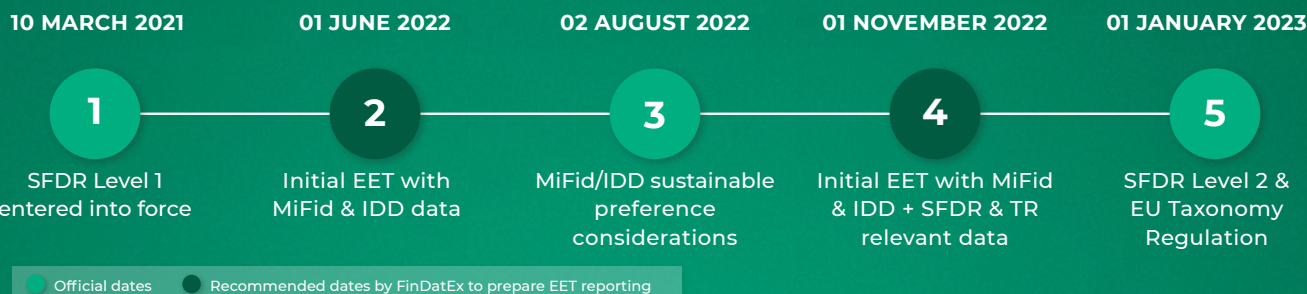 10 MARCH 2021
01 JUNE 2022
02 AUGUST 2022
01 NOVEMBER 2022
01 JANUARY 2023
1
2
3
4
5
SFDR Level 1
entered into force
Initial EET with
MiFid & IDD data
MiFid/IDD sustainable
preference
considerations
Initial EET with MiFid
& IDD + SFDR & TR
relevant data
SFDR Level 2 &
EU Taxonomy
Regulation
Official dates
Recommended dates by FinDatEx to prepare EET reporting